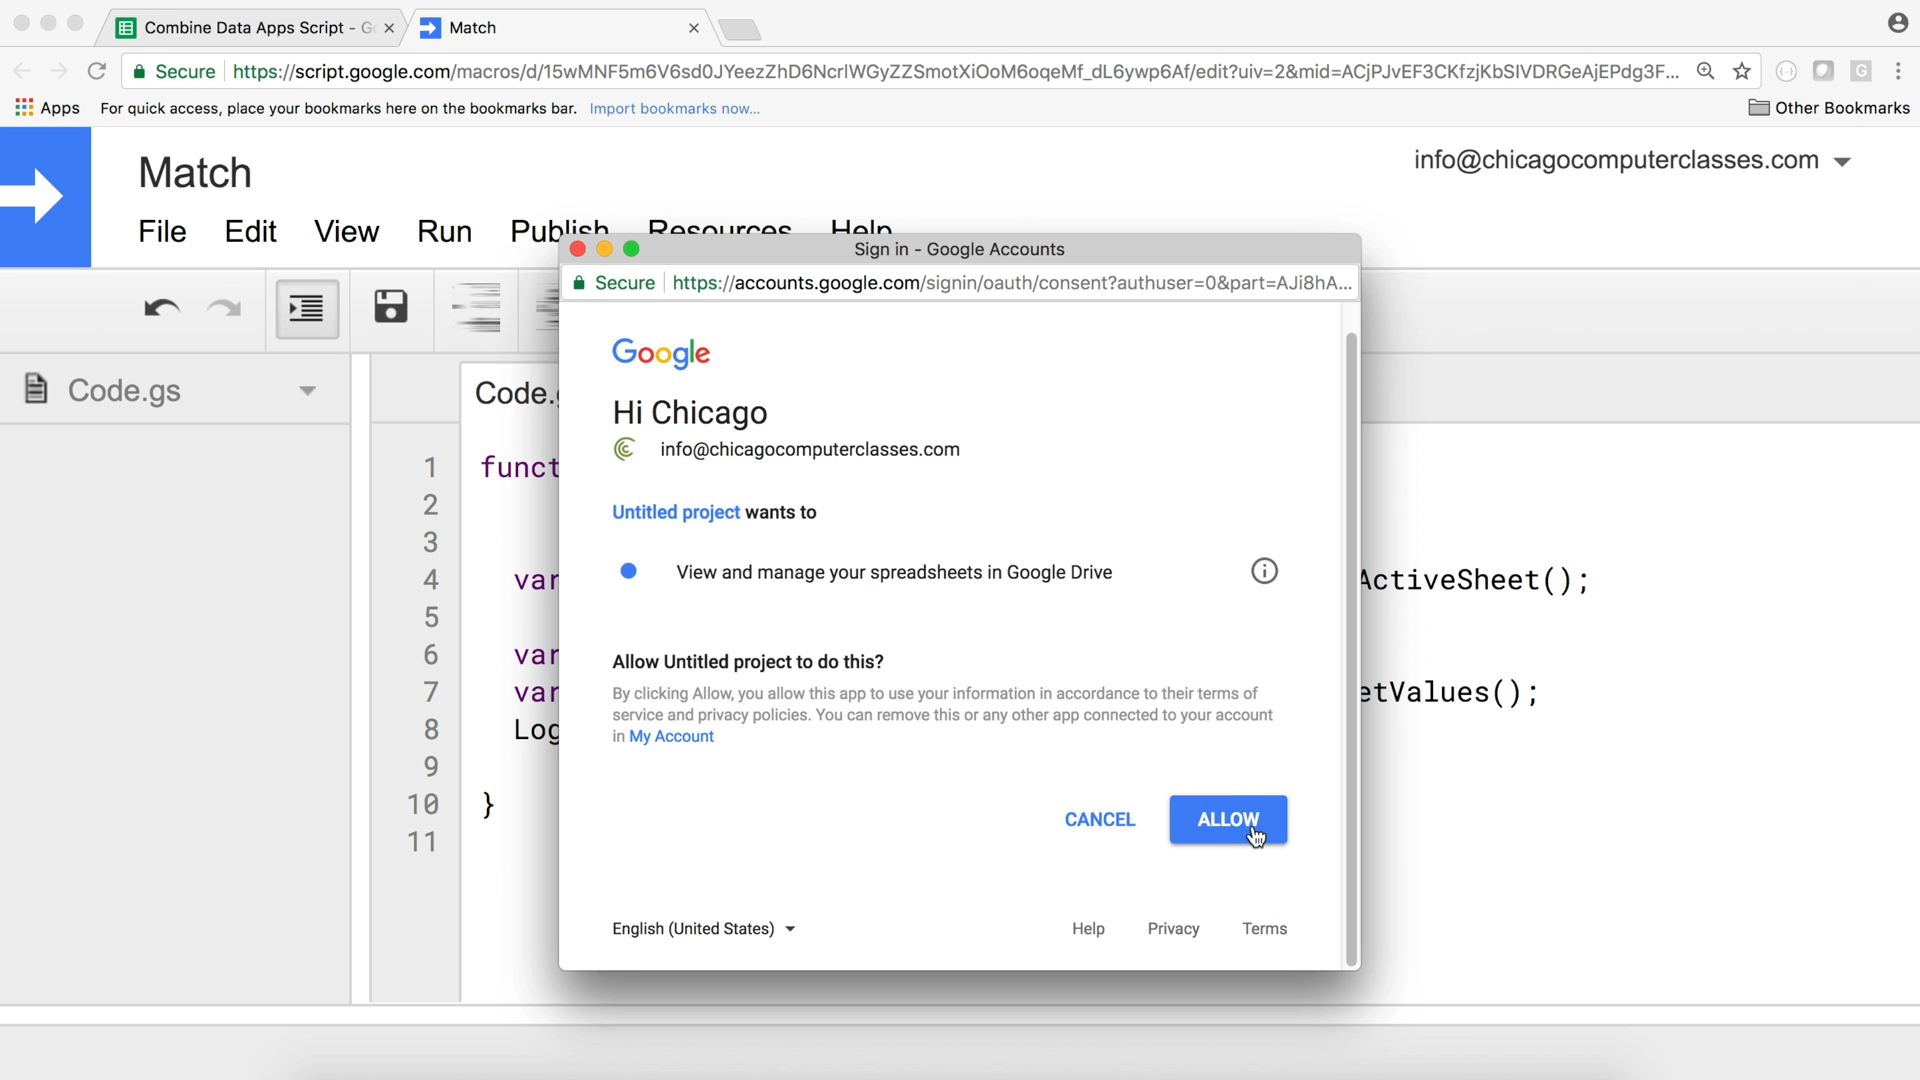 Combine Data Apps Script - G
Match
Secure https://script.google.com/macros/d/15wMNF5m6V6sd0JYeezZhD6NcrlWGyZZSmotXiOoM6oqeMf_dL6ywp6Af/edit?uiv=2&mid=ACjPJvEF3CKfzjKbSIVDRGeAjEPdg3F...
Apps For quick access, place your bookmarks here on the bookmarks bar. Import bookmarks now... Other Bookmarks
Match
info@chicagocomputerclasses.com
File Edit View Run Publish Resources Help
Sign in - Google Accounts
Secure https://accounts.google.com/signin/oauth/consent?authuser=0&part=AJi8hA...
Google
Hi Chicago
info@chicagocomputerclasses.com
Untitled project wants to
View and manage your spreadsheets in Google Drive
Allow Untitled project to do this?
By clicking Allow, you allow this app to use your information in accordance to their terms of
service and privacy policies. You can remove this or any other app connected to your account
in My Account
CANCEL ALLOW
English (United States) Help Privacy Terms
Code.gs
Code.
1 funct
2
3
4 var ActiveSheet();
5
6 var
7 var etValues();
8 Log
9
10 }
11